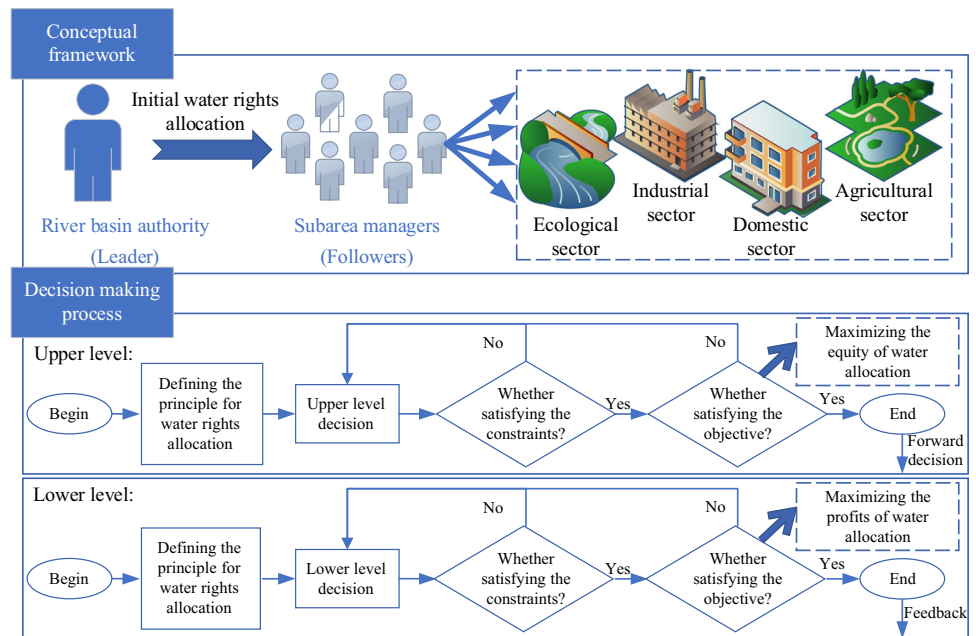 Conceptual
framework
Initial water rights
allocation
River basin authority
(Leader)
Subarea managers
(Followers)
Ecological
sector
Industrial
sector
Domestic
sector
Agricultural
sector
Decision making
process
Upper level:
Begin
Defining the
principle for
water rights
allocation
Upper level
decision
No
Whether
satisfying the
constraints?
Yes
No
Whether
satisfying the
objective?
Maximizing the
equity of water
allocation
Yes
End
Forward
decision
Lower level:
Begin
Defining the
principle for
water rights
allocation
Lower level
decision
No
Whether
satisfying the
constraints?
Yes
No
Whether
satisfying the
objective?
Maximizing the
profits of water
allocation
Yes
End
Feedback